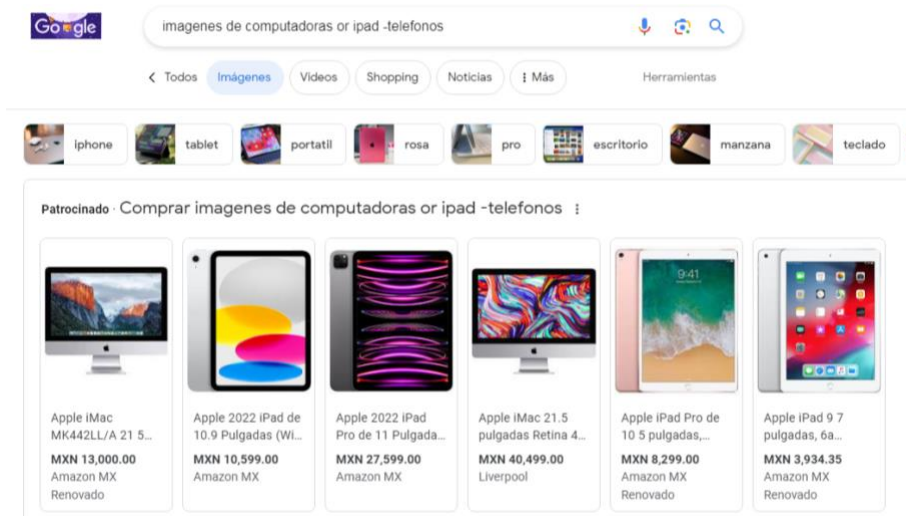 Google
imagenes de computadoras or ipad -telefonos
Todos Imágenes Videos Shopping Noticias Más Herramientas
iphone tablet portatil rosa pro escritorio manzana teclado
Patrocinado · Comprar imagenes de computadoras or ipad -telefonos
9:41
Apple iMac
MK442LL/A 21 5...
MXN 13,000.00
Amazon MX
Renovado
Apple 2022 iPad de
10.9 Pulgadas (Wi...
MXN 10,599.00
Amazon MX
Apple 2022 iPad
Pro de 11 Pulgada...
MXN 27,599.00
Amazon MX
Apple iMac 21.5
pulgadas Retina 4...
MXN 40,499.00
Liverpool
Apple iPad Pro de
10 5 pulgadas,...
MXN 8,299.00
Amazon MX
Renovado
Apple iPad 9 7
pulgadas, 6a...
MXN 3,934.35
Amazon MX
Renovado